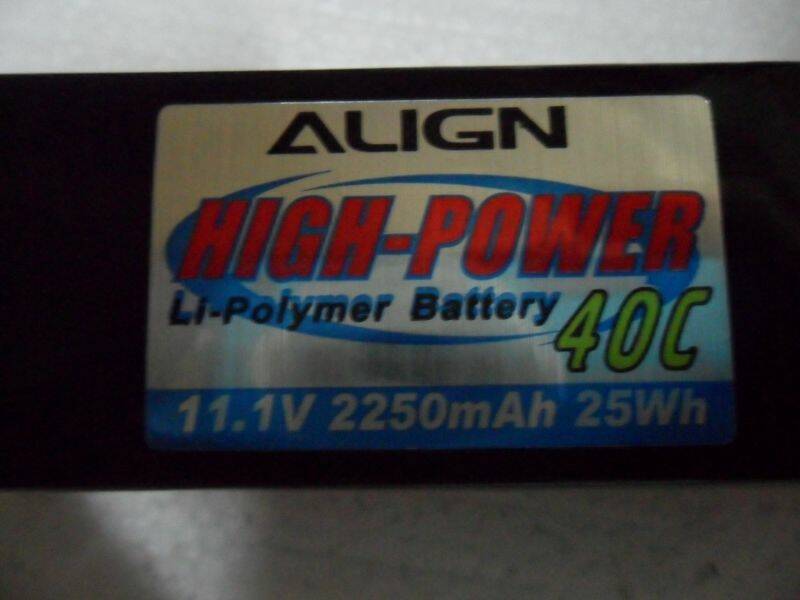 ALIGN
HIGH-POWER
Li-Polymer Battery 40C
11.1V 2250mAh 25Wh